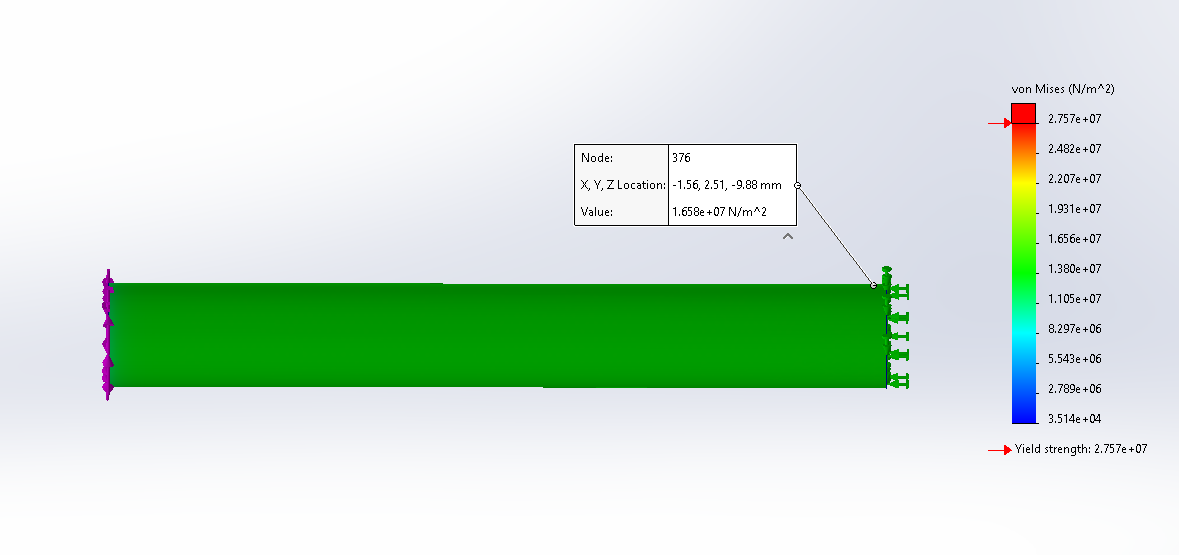 von Mises (N/m^2)
2.757e+07
2.482e+07
2.207e+07
1.931e+07
1.656e+07
1.380e+07
1.105e+07
8.297e+06
5.543e+06
2.789e+06
3.514e+04
Yield strength: 2.757e+07
Node: 376
X, Y, Z Location: -1.56, 2.51, -9.88 mm
Value: 1.658e+07 N/m^2